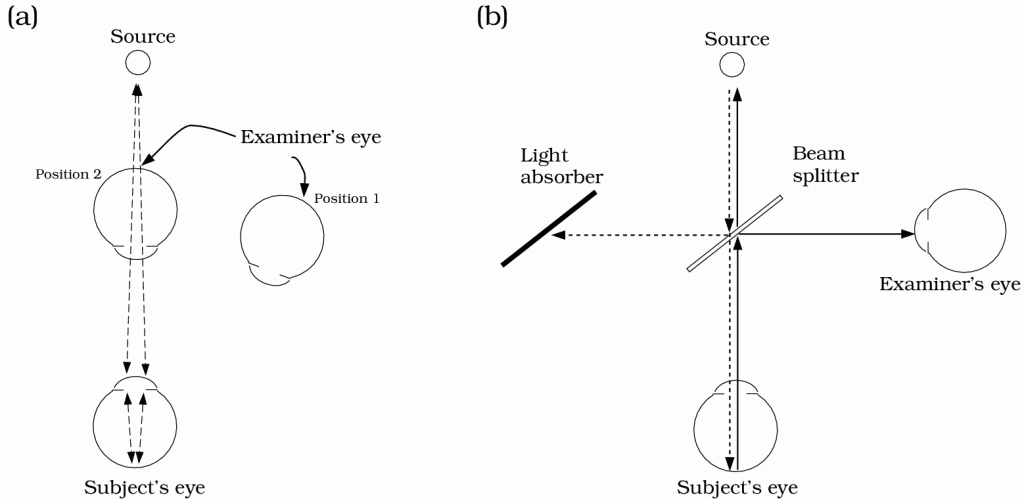 (a)
Source
Examiner's eye
Position 2
Position 1
Subject's eye
(b)
Source
Light
absorber
Beam
splitter
Examiner's eye
Subject's eye